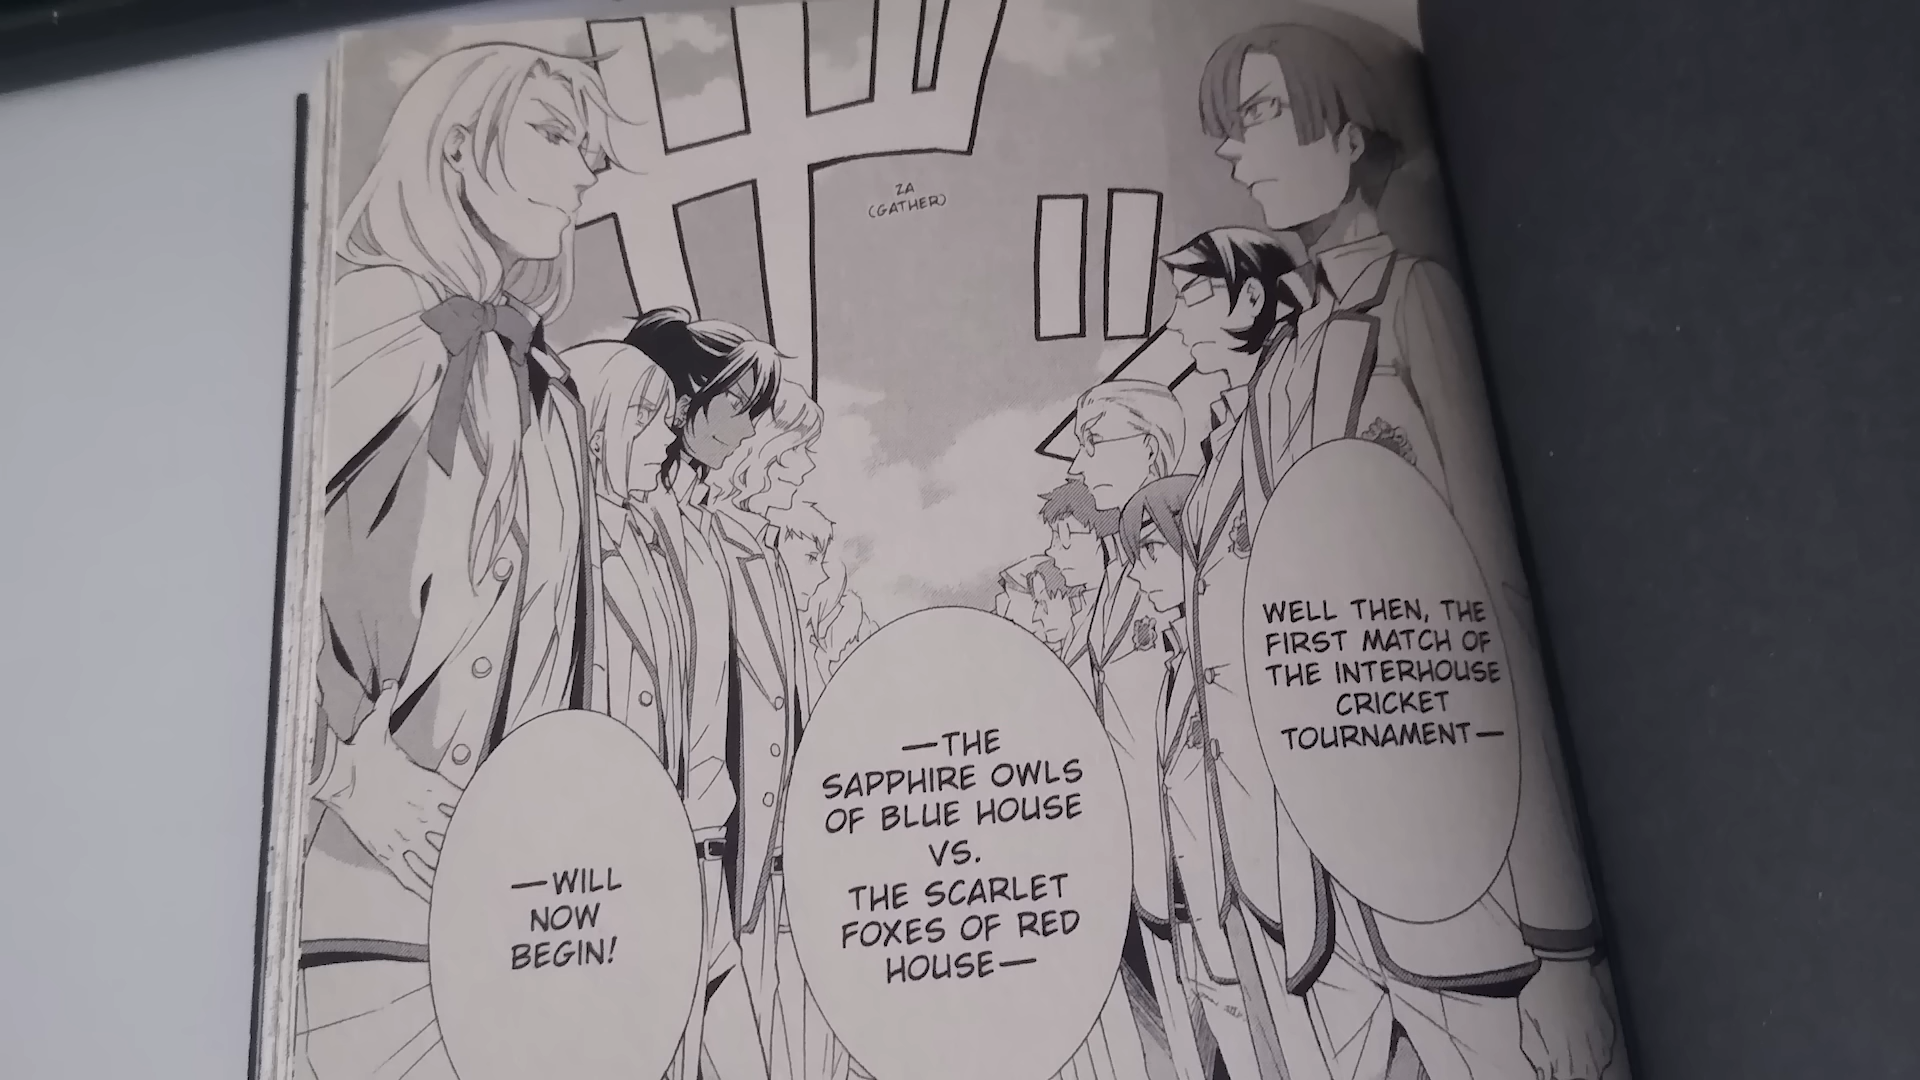 ZA
(GATHER)
WELL THEN, THE
FIRST MATCH OF
THE INTERHOUSE
CRICKET
TOURNAMENT—
—THE
SAPPHIRE OWLS
OF BLUE HOUSE
VS.
THE SCARLET
FOXES OF RED
HOUSE—
—WILL
NOW
BEGIN!